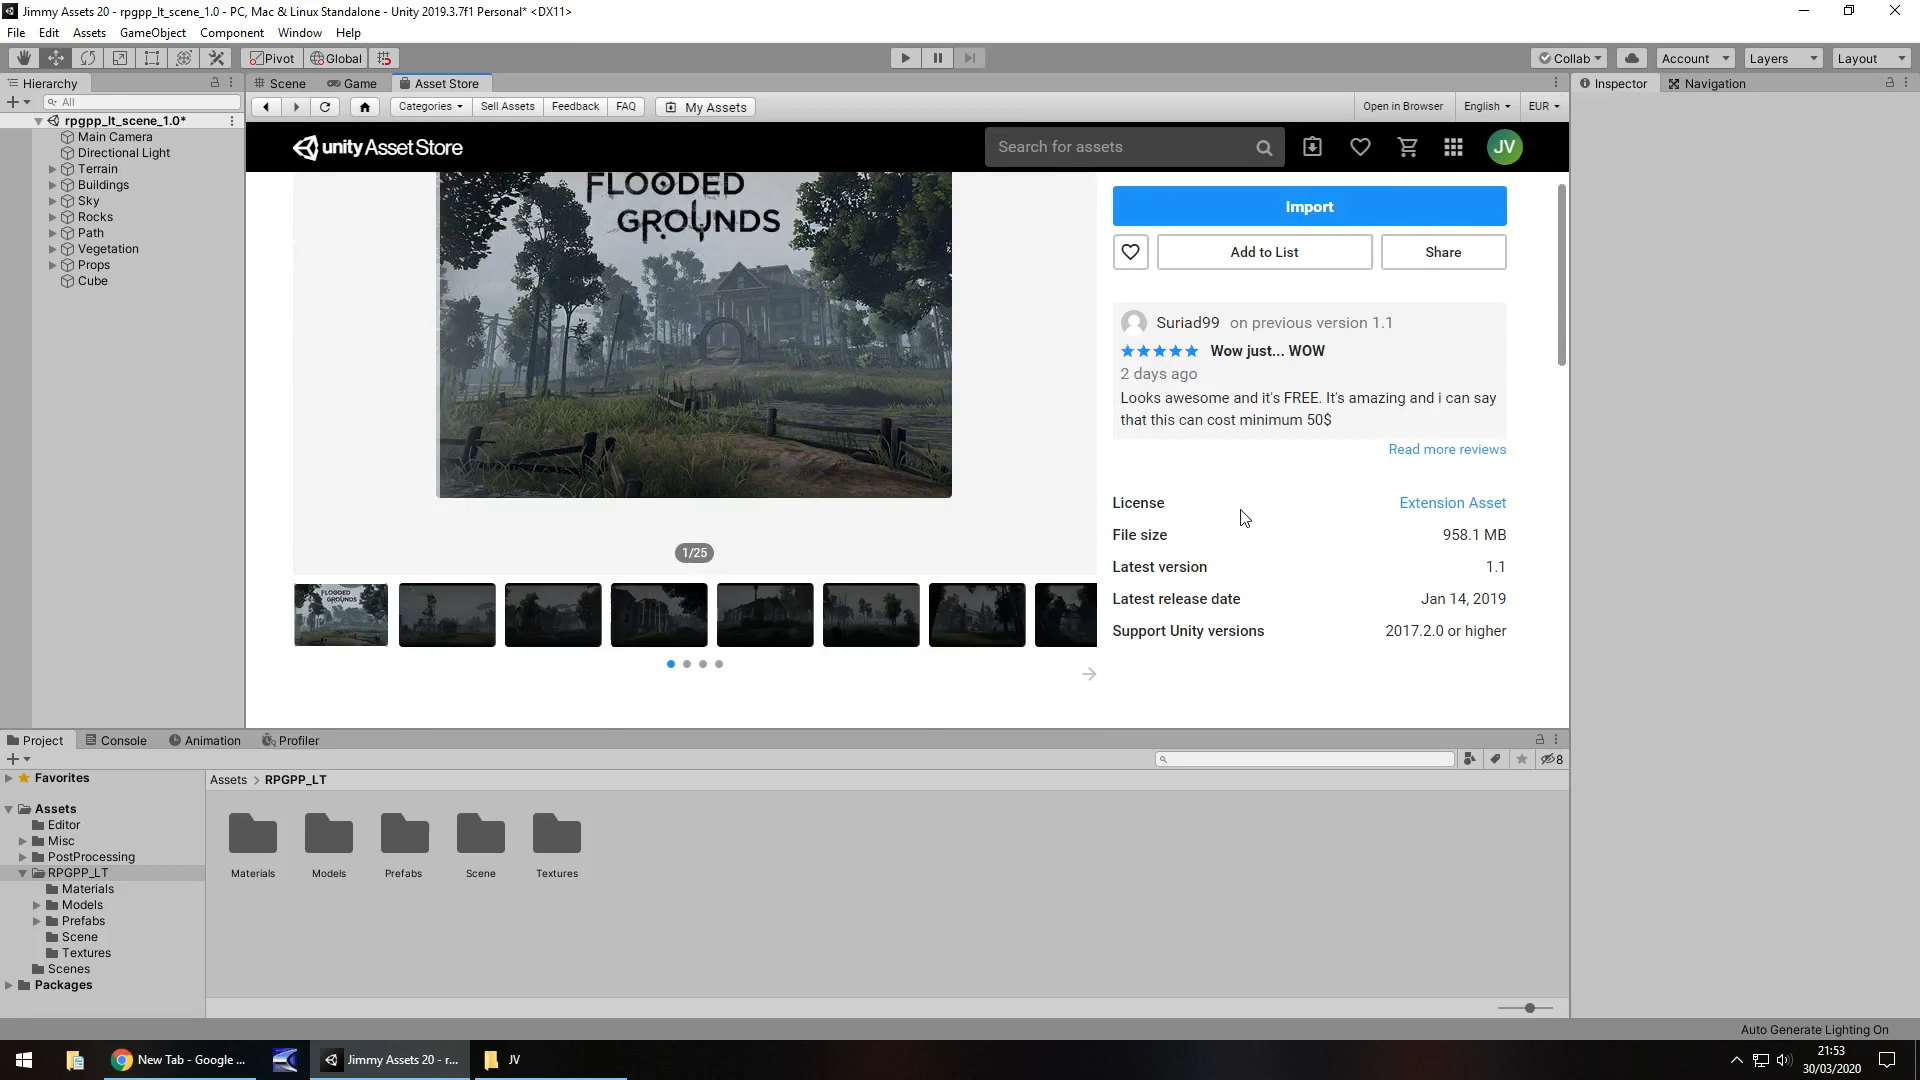 Jimmy Assets 20 - rpgpp_lt_scene_1.0 - PC, Mac & Linux Standalone - Unity 2019.3.7f1 Personal* <DX11>
File Edit Assets GameObject Component Window Help
Pivot Global Collab Account Layers Layout
Hierarchy
All
rpgpp_lt_scene_1.0*
Main Camera
Directional Light
Terrain
Buildings
Sky
Rocks
Path
Vegetation
Props
Cube
Scene Game Asset Store
Categories Sell Assets Feedback FAQ My Assets Open in Browser English EUR
unity Asset Store Search for assets JV
FLOODED
GROUNDS
1/25
FLOODED
GROUNDS
Import
Add to List Share
Suriad99 on previous version 1.1
Wow just... WOW
2 days ago
Looks awesome and it's FREE. It's amazing and i can say
that this can cost minimum 50$
Read more reviews
License Extension Asset
File size 958.1 MB
Latest version 1.1
Latest release date Jan 14, 2019
Support Unity versions 2017.2.0 or higher
Inspector Navigation
Project Console Animation Profiler
8
Favorites
Assets
Editor
Misc
PostProcessing
RPGPP_LT
Materials
Models
Prefabs
Scene
Textures
Scenes
Packages
Assets > RPGPP_LT
Materials Models Prefabs Scene Textures
Auto Generate Lighting On
New Tab - Google ... Jimmy Assets 20 - r... JV
21:53
30/03/2020